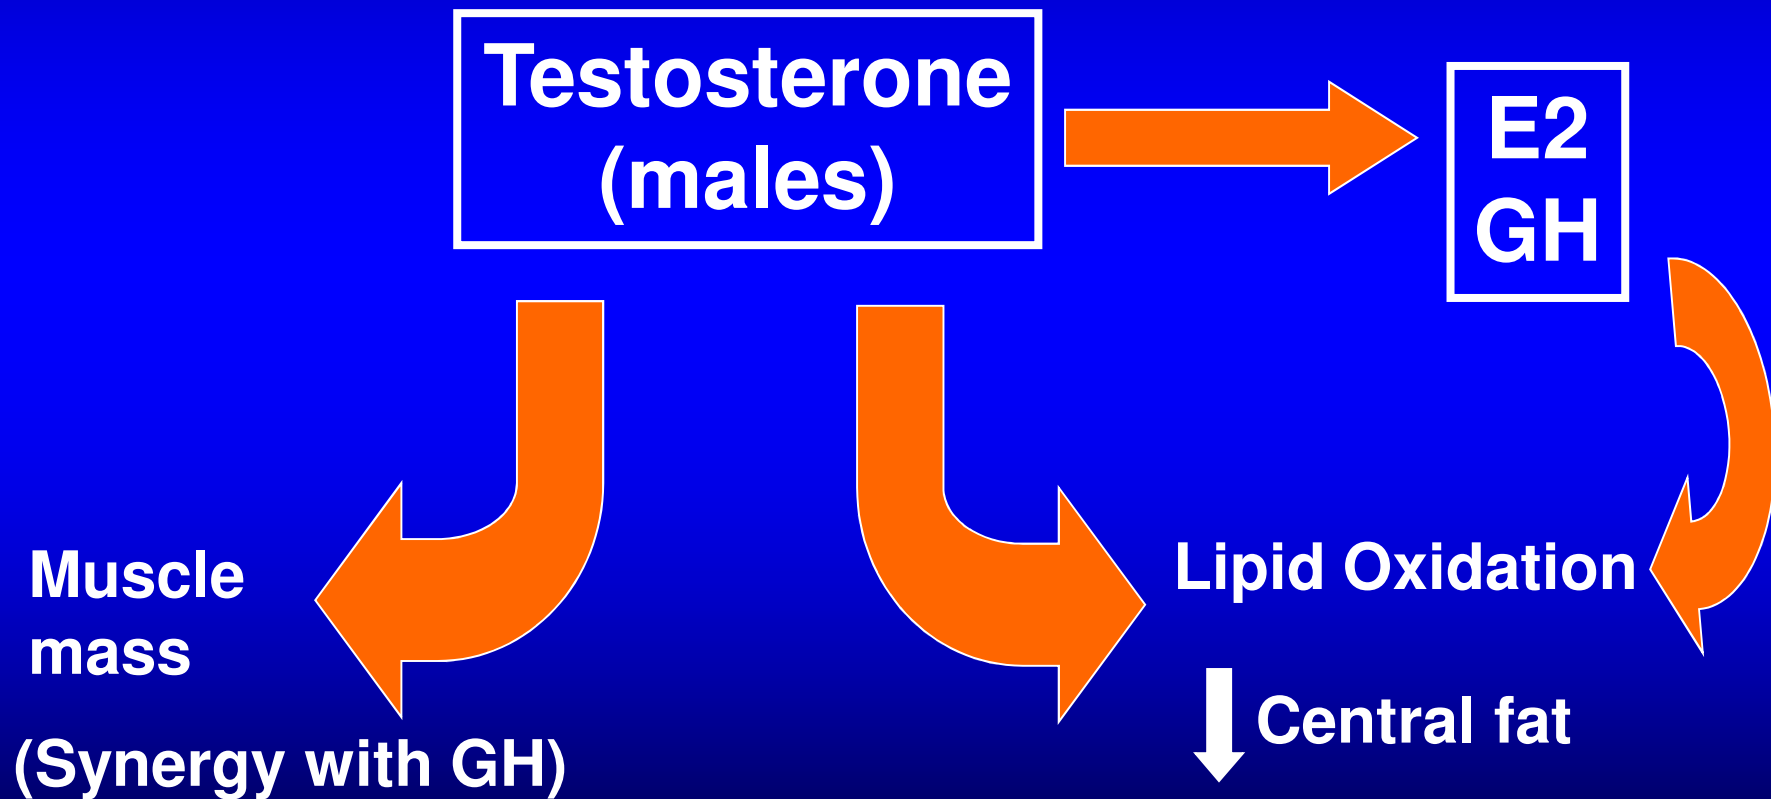 Testosterone
(males)
E2
GH
Muscle
mass
(Synergy with GH)
Lipid Oxidation
Central fat